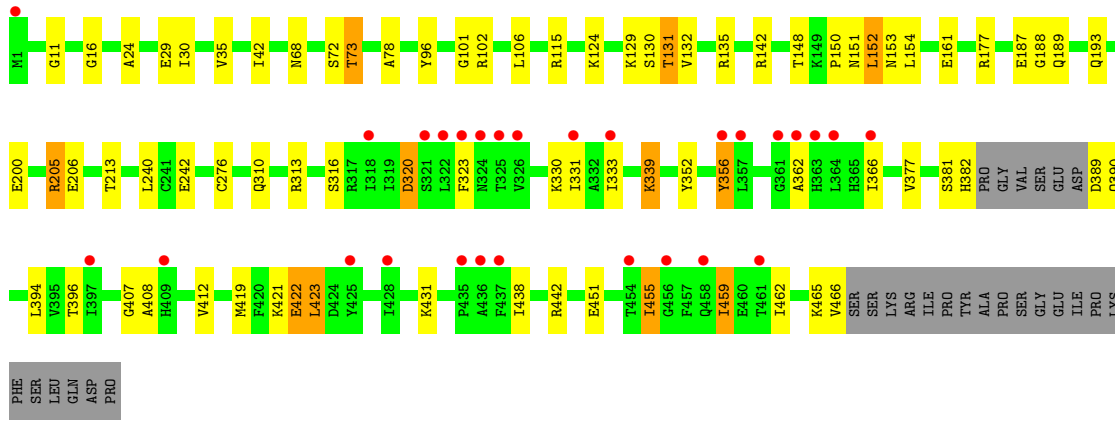 M1 G11 G16 A24 E29 I30 V35 I42 N68 S72 T73 A78 Y96 G101 R102 L106 R115 K124 K129 S130 T131 V132 R135 R142 T148 K149 P150 N151 L152 N153 L154 E161 R177 E187 G188 Q189 Q193
E200 R205 E206 T213 L240 C241 E242 C276 Q310 R313 S316 R317 I318 I319 D320 S321 L322 F323 N324 T325 V326 K330 I331 A332 I333 K339 Y352 Y356 L357 G361 A362 H363 L364 H365 I366 V377 S381 H382 PRO GLY VAL SER GLU ASP D389
L394 V395 T396 I397 G407 A408 H409 V412 M419 F420 K421 E422 L423 D424 Y425 I428 K431 P435 A436 F437 I438 R442 E451 T454 I455 G456 F457 Q458 I459 E460 T461 I462 K465 V466 SER SER LYS ARG ILE PRO TYR ALA PRO SER GLY GLU ILE PRO LYS
PHE SER LEU GLN ASP PRO